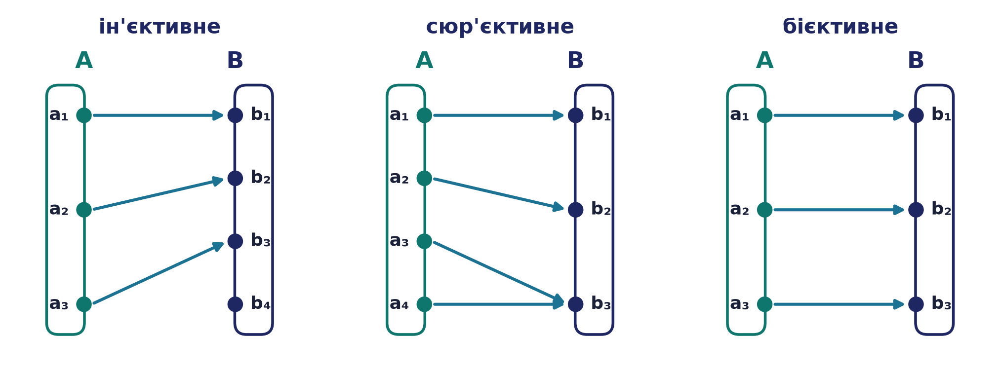 ін'єктивне
A B
a₁ b₁
b₂
a₂
b₃
a₃ b₄
сюр'єктивне
A B
a₁ b₁
a₂
b₂
a₃
a₄ b₃
бієктивне
A B
a₁ b₁
a₂ b₂
a₃ b₃